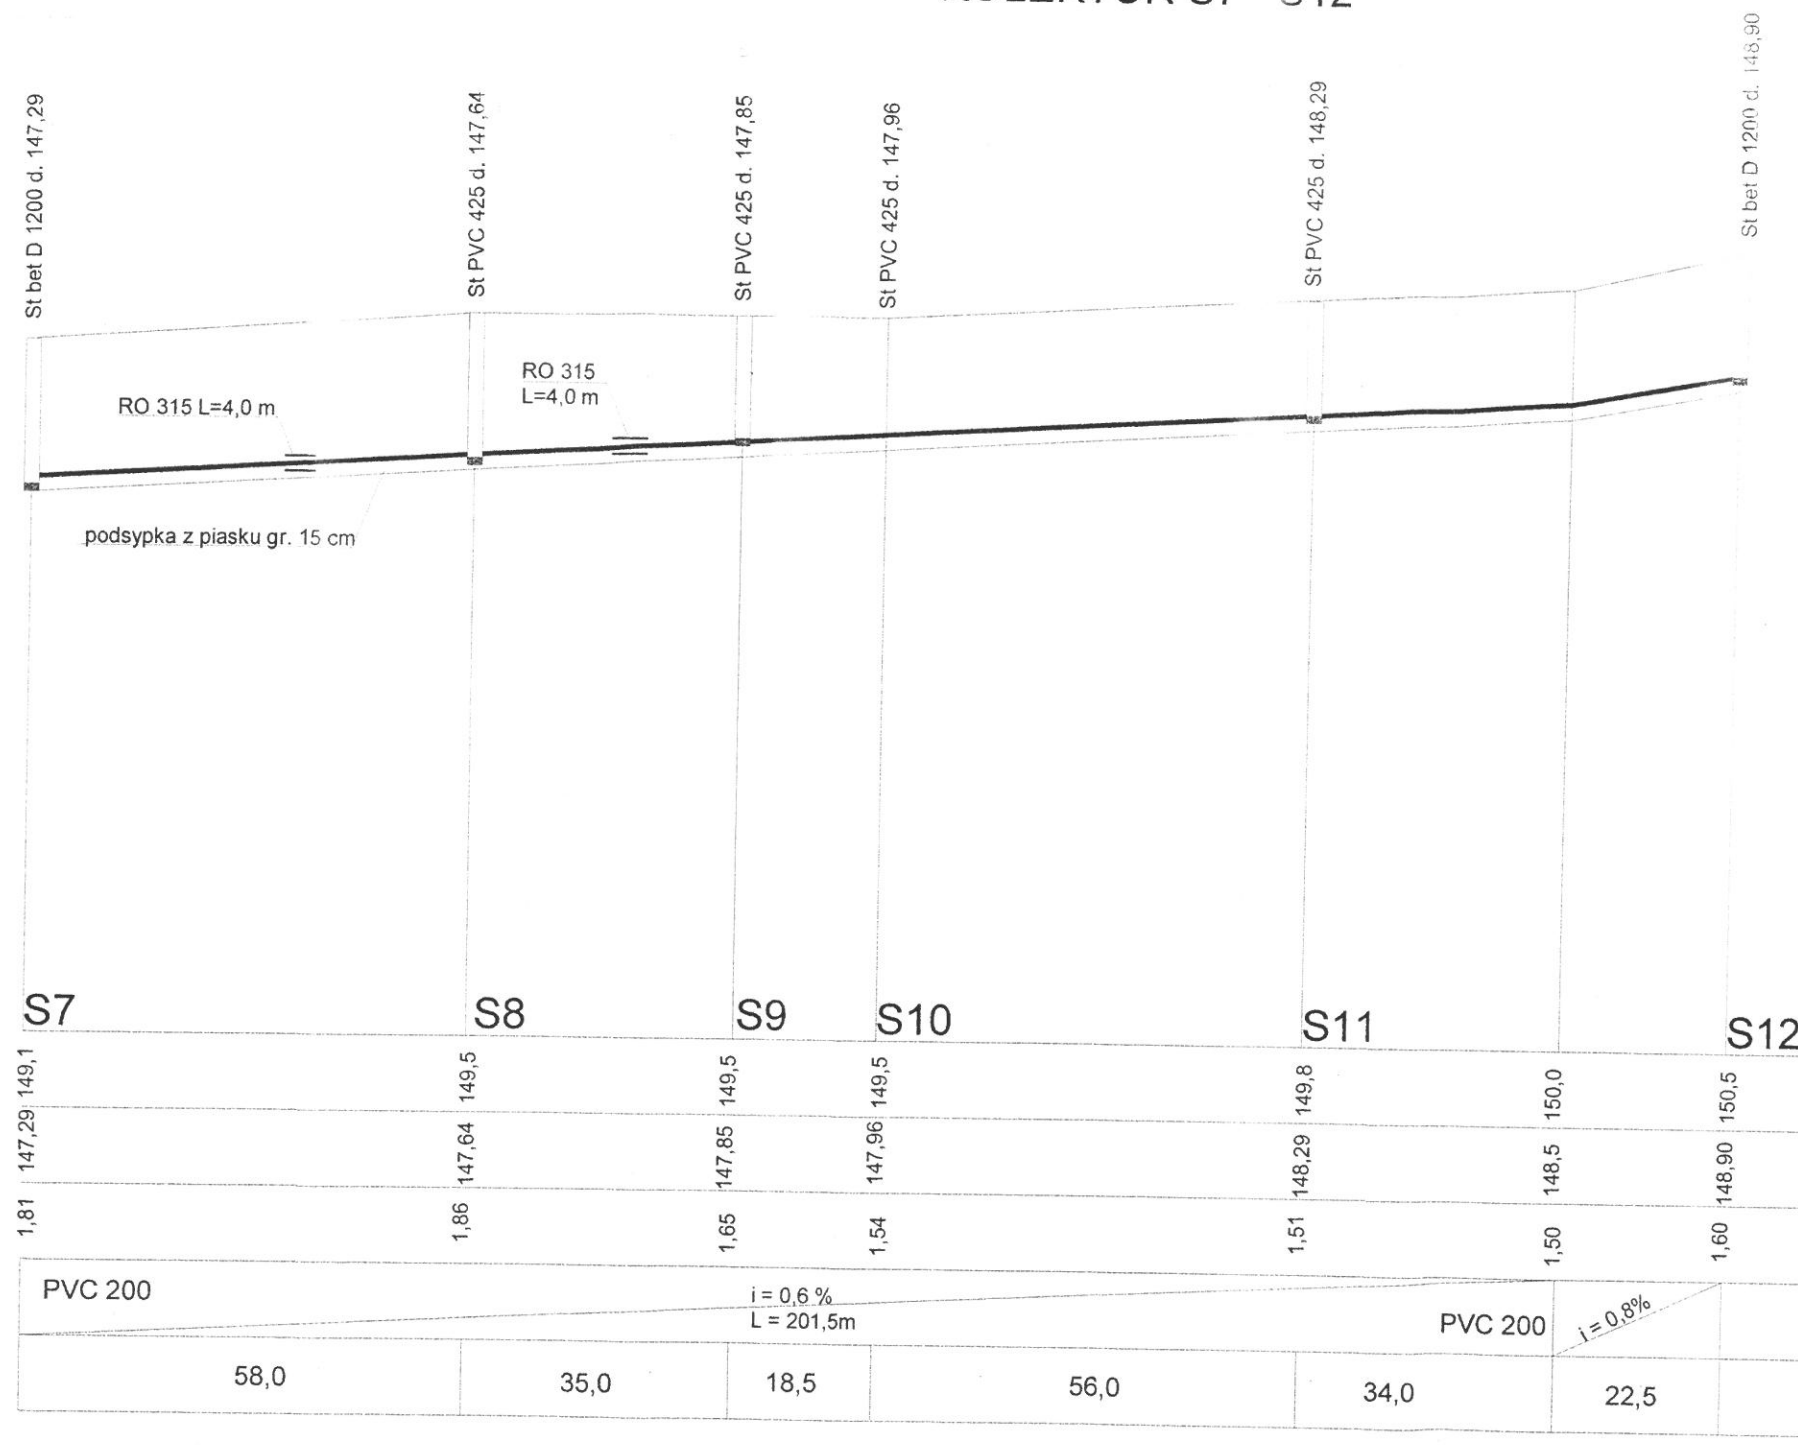 S12
St bet D 1200 d. 147,29
St PVC 425 d. 147,64
St PVC 425 d. 147,85
St PVC 425 d. 147,96
St PVC 425 d. 148,29
St bet D 1200 d. 148,90
RO 315 L=4,0 m
RO 315
L=4,0 m
podsypka z piasku gr. 15 cm
S7 S8 S9 S10 S11 S12
149,1 149,5 149,5 149,5 149,8 150,0 150,5
147,29 147,64 147,85 147,96 148,29 148,5 148,90
1,81 1,86 1,65 1,54 1,51 1,50 1,60
PVC 200
i = 0,6 %
L = 201,5m
PVC 200
i = 0,8%
58,0 35,0 18,5 56,0 34,0 22,5